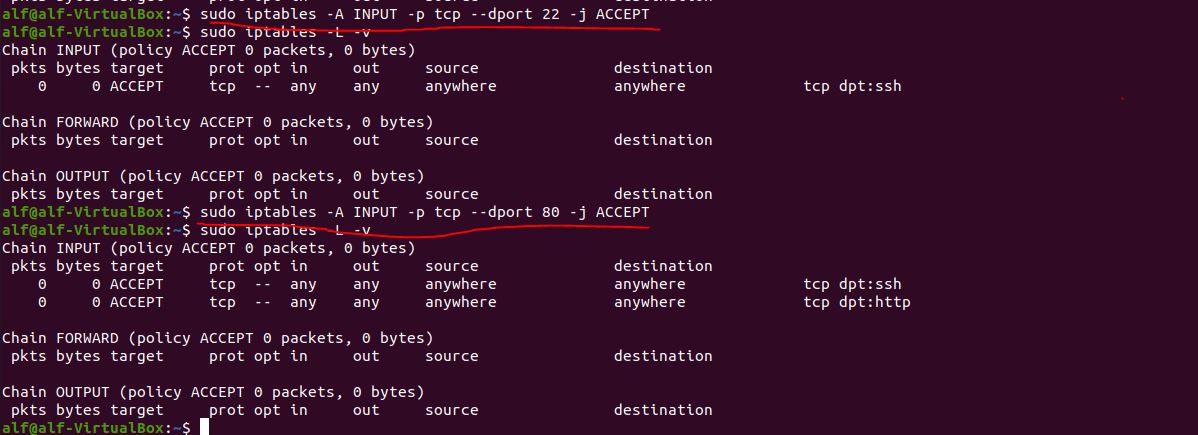 alf@alf-VirtualBox:~$ sudo iptables -A INPUT -p tcp --dport 22 -j ACCEPT
alf@alf-VirtualBox:~$ sudo iptables -L -v
Chain INPUT (policy ACCEPT 0 packets, 0 bytes)
pkts bytes target prot opt in out source destination
0 0 ACCEPT tcp -- any any anywhere anywhere tcp dpt:ssh
Chain FORWARD (policy ACCEPT 0 packets, 0 bytes)
pkts bytes target prot opt in out source destination
Chain OUTPUT (policy ACCEPT 0 packets, 0 bytes)
pkts bytes target prot opt in out source destination
alf@alf-VirtualBox:~$ sudo iptables -A INPUT -p tcp --dport 80 -j ACCEPT
alf@alf-VirtualBox:~$ sudo iptables -L -v
Chain INPUT (policy ACCEPT 0 packets, 0 bytes)
pkts bytes target prot opt in out source destination
0 0 ACCEPT tcp -- any any anywhere anywhere tcp dpt:ssh
0 0 ACCEPT tcp -- any any anywhere anywhere tcp dpt:http
Chain FORWARD (policy ACCEPT 0 packets, 0 bytes)
pkts bytes target prot opt in out source destination
Chain OUTPUT (policy ACCEPT 0 packets, 0 bytes)
pkts bytes target prot opt in out source destination
alf@alf-VirtualBox:~$